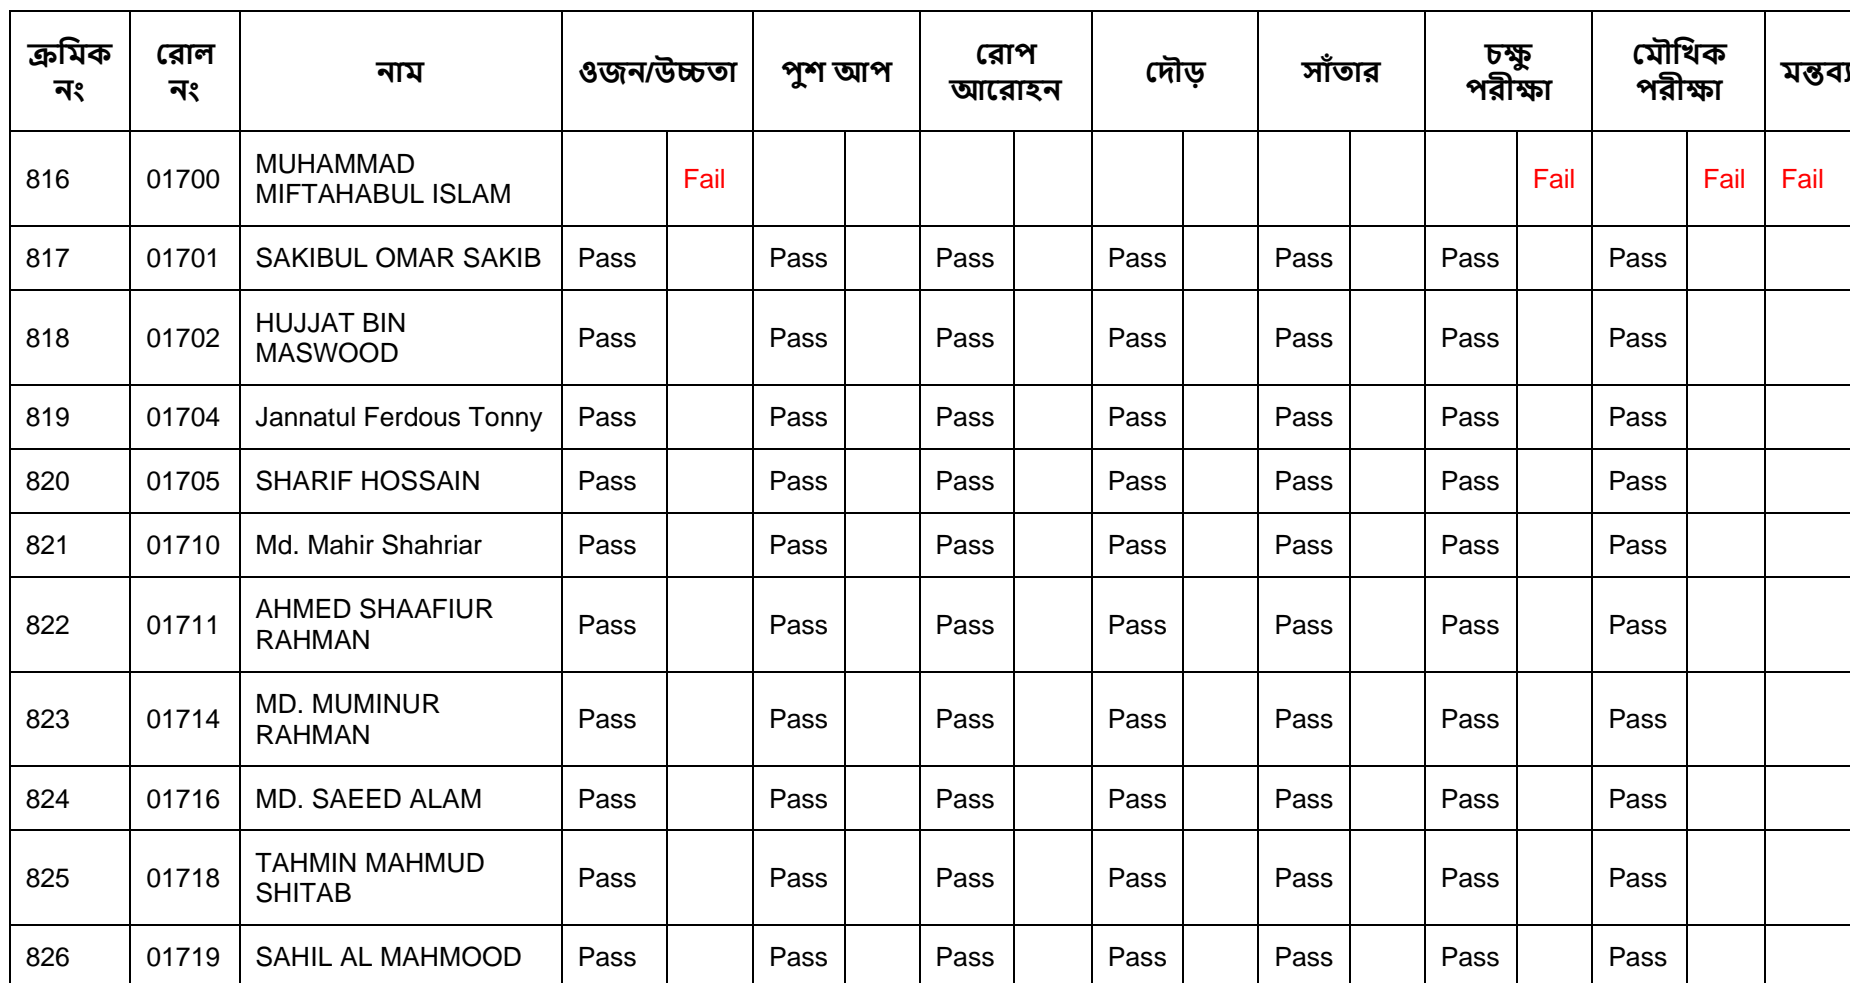 ক্রমিক নং রোল নং নাম ওজন/উচ্চতা পুশ আপ রোপ আরোহন দৌড় সাঁতার চক্ষু পরীক্ষা মৌখিক পরীক্ষা মন্তব্য
816 01700 MUHAMMAD MIFTAHABUL ISLAM Fail Fail Fail Fail
817 01701 SAKIBUL OMAR SAKIB Pass Pass Pass Pass Pass Pass Pass
818 01702 HUJJAT BIN MASWOOD Pass Pass Pass Pass Pass Pass Pass
819 01704 Jannatul Ferdous Tonny Pass Pass Pass Pass Pass Pass Pass
820 01705 SHARIF HOSSAIN Pass Pass Pass Pass Pass Pass Pass
821 01710 Md. Mahir Shahriar Pass Pass Pass Pass Pass Pass Pass
822 01711 AHMED SHAAFIUR RAHMAN Pass Pass Pass Pass Pass Pass Pass
823 01714 MD. MUMINUR RAHMAN Pass Pass Pass Pass Pass Pass Pass
824 01716 MD. SAEED ALAM Pass Pass Pass Pass Pass Pass Pass
825 01718 TAHMIN MAHMUD SHITAB Pass Pass Pass Pass Pass Pass Pass
826 01719 SAHIL AL MAHMOOD Pass Pass Pass Pass Pass Pass Pass